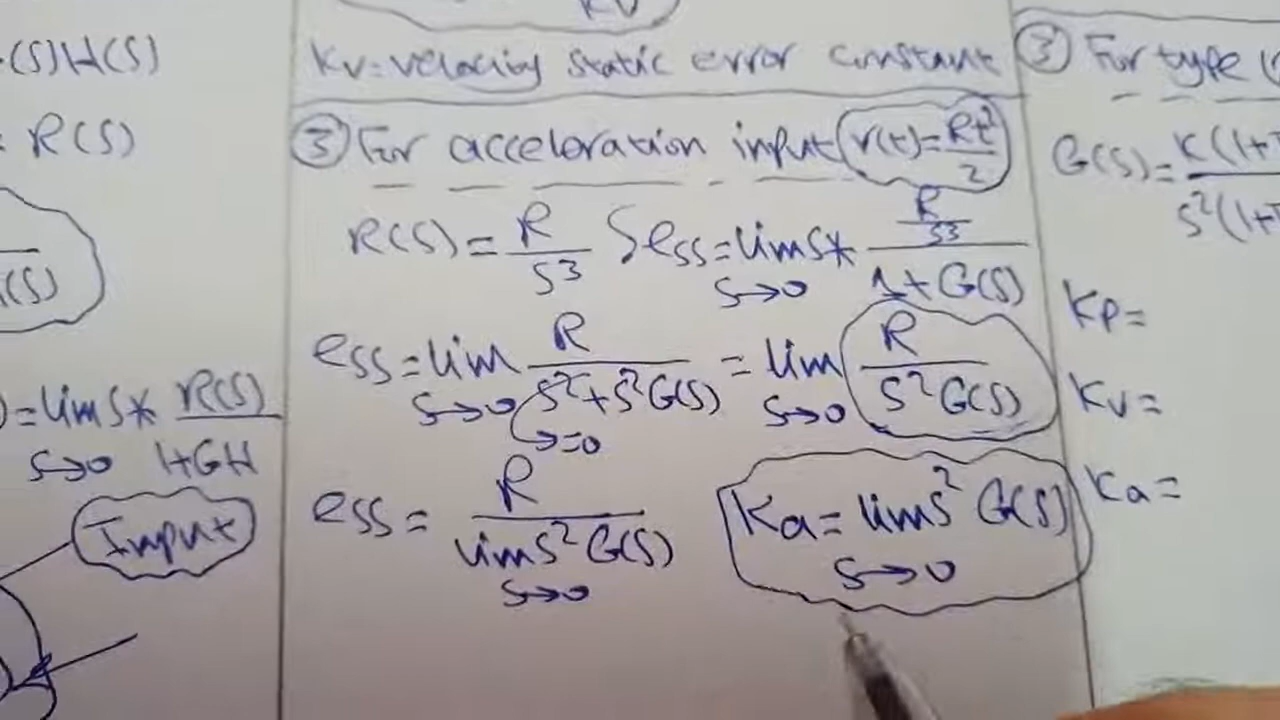 (S)H(S)
= R(S)
(S)
) = lim S* R(S) / 1+GH
S→0
Input
Kv
Kv = velocity static error constant
③ For acceleration input r(t) = Rt²/2
R(S) = R/S³ ess = lim S* (R/S³) / (1+G(S))
S→0
ess = lim R / (S²+S²G(S)) = lim R / (S²G(S))
S→0 S→0
→=0
ess = R / (lim S²G(S)) Ka = lim S² G(S)
S→0 S→0
③ For type
G(S) = K(1+ / S²(1+
Kp =
Kv =
Ka =